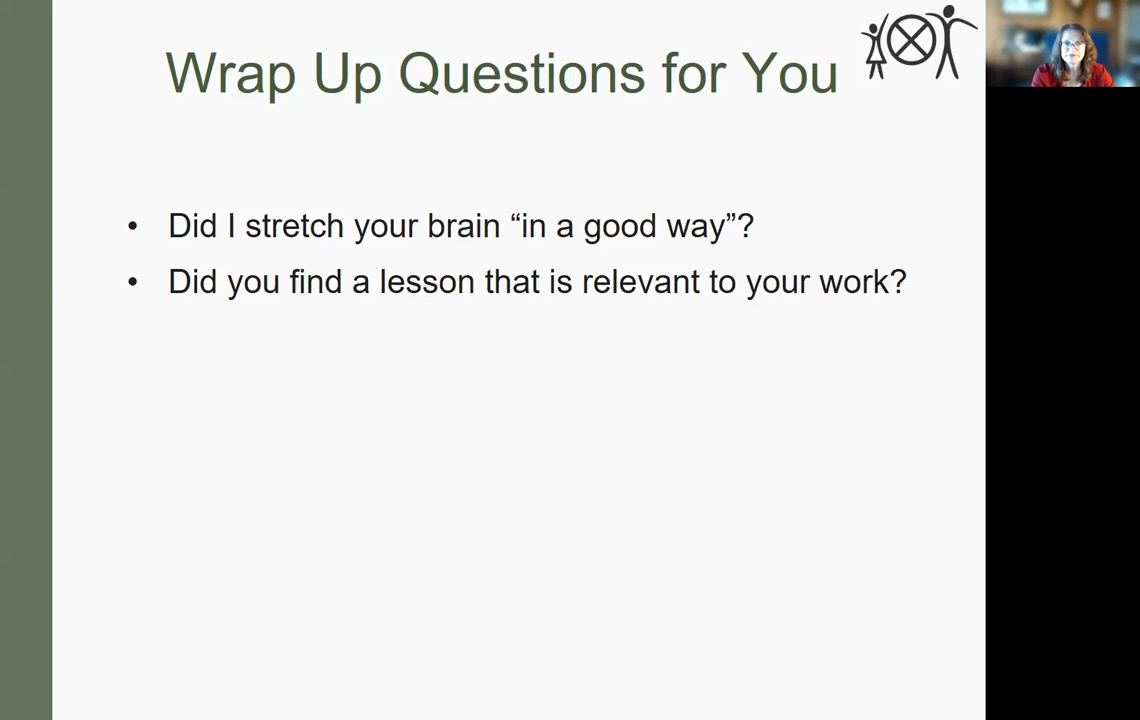 Wrap Up Questions for You
• Did I stretch your brain “in a good way”?
• Did you find a lesson that is relevant to your work?